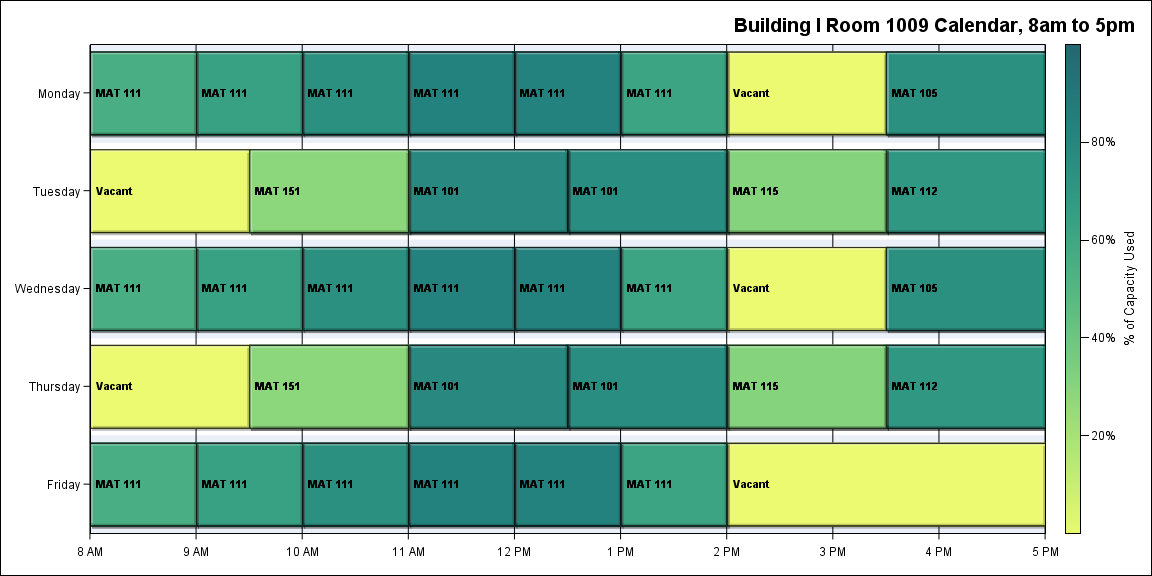 Building I Room 1009 Calendar, 8am to 5pm
Monday
MAT 111
MAT 111
MAT 111
MAT 111
MAT 111
MAT 111
Vacant
MAT 105
Tuesday
Vacant
MAT 151
MAT 101
MAT 101
MAT 115
MAT 112
Wednesday
MAT 111
MAT 111
MAT 111
MAT 111
MAT 111
MAT 111
Vacant
MAT 105
Thursday
Vacant
MAT 151
MAT 101
MAT 101
MAT 115
MAT 112
Friday
MAT 111
MAT 111
MAT 111
MAT 111
MAT 111
MAT 111
Vacant
8 AM
9 AM
10 AM
11 AM
12 PM
1 PM
2 PM
3 PM
4 PM
5 PM
80%
60%
40%
20%
% of Capacity Used